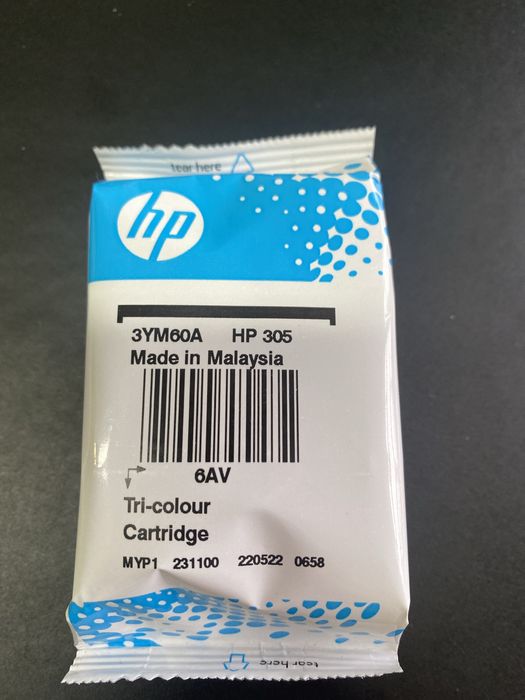 tear here
hp
3YM60A HP 305
Made in Malaysia
6AV
Tri-colour
Cartridge
MYP1 231100 220522 0658
tear here